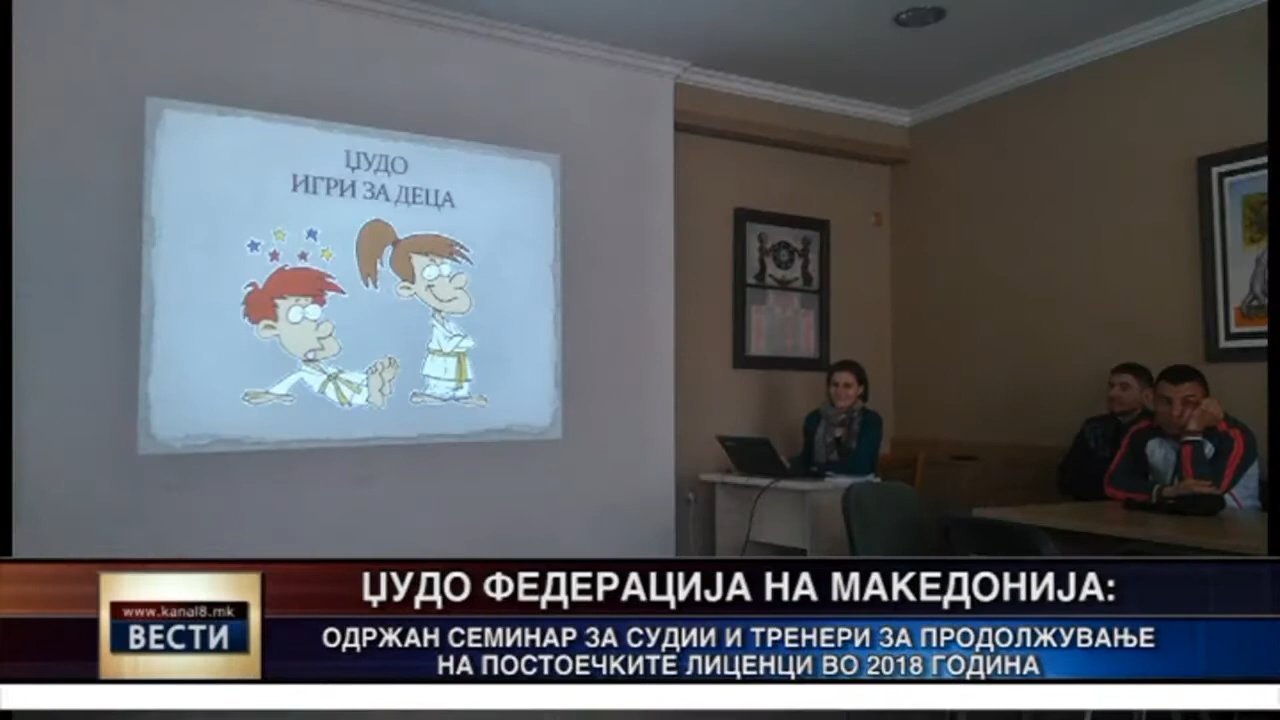 ЏУДО
ИГРИ ЗА ДЕЦА
ЏУДО ФЕДЕРАЦИЈА НА МАКЕДОНИЈА:
www.kanal8.mk
ВЕСТИ
ОДРЖАН СЕМИНАР ЗА СУДИИ И ТРЕНЕРИ ЗА ПРОДОЛЖУВАЊЕ
НА ПОСТОЕЧКИТЕ ЛИЦЕНЦИ ВО 2018 ГОДИНА